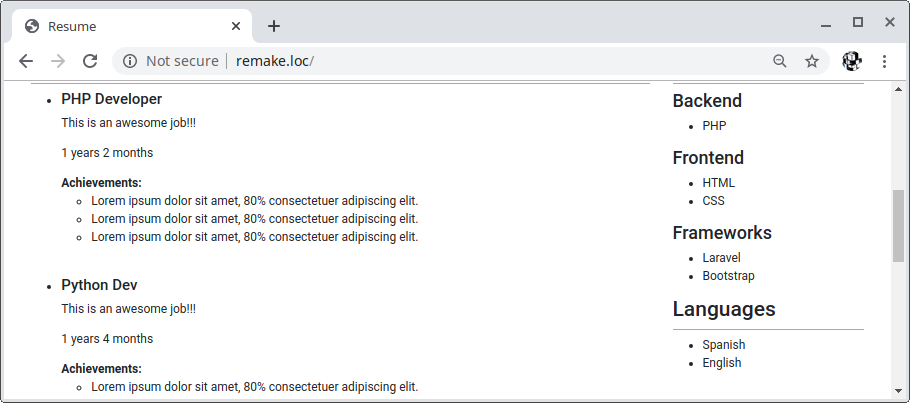 Resume
Not secure | remake.loc/
PHP Developer
This is an awesome job!!!
1 years 2 months
Achievements:
Lorem ipsum dolor sit amet, 80% consectetuer adipiscing elit.
Lorem ipsum dolor sit amet, 80% consectetuer adipiscing elit.
Lorem ipsum dolor sit amet, 80% consectetuer adipiscing elit.
Python Dev
This is an awesome job!!!
1 years 4 months
Achievements:
Lorem ipsum dolor sit amet, 80% consectetuer adipiscing elit.
Backend
PHP
Frontend
HTML
CSS
Frameworks
Laravel
Bootstrap
Languages
Spanish
English